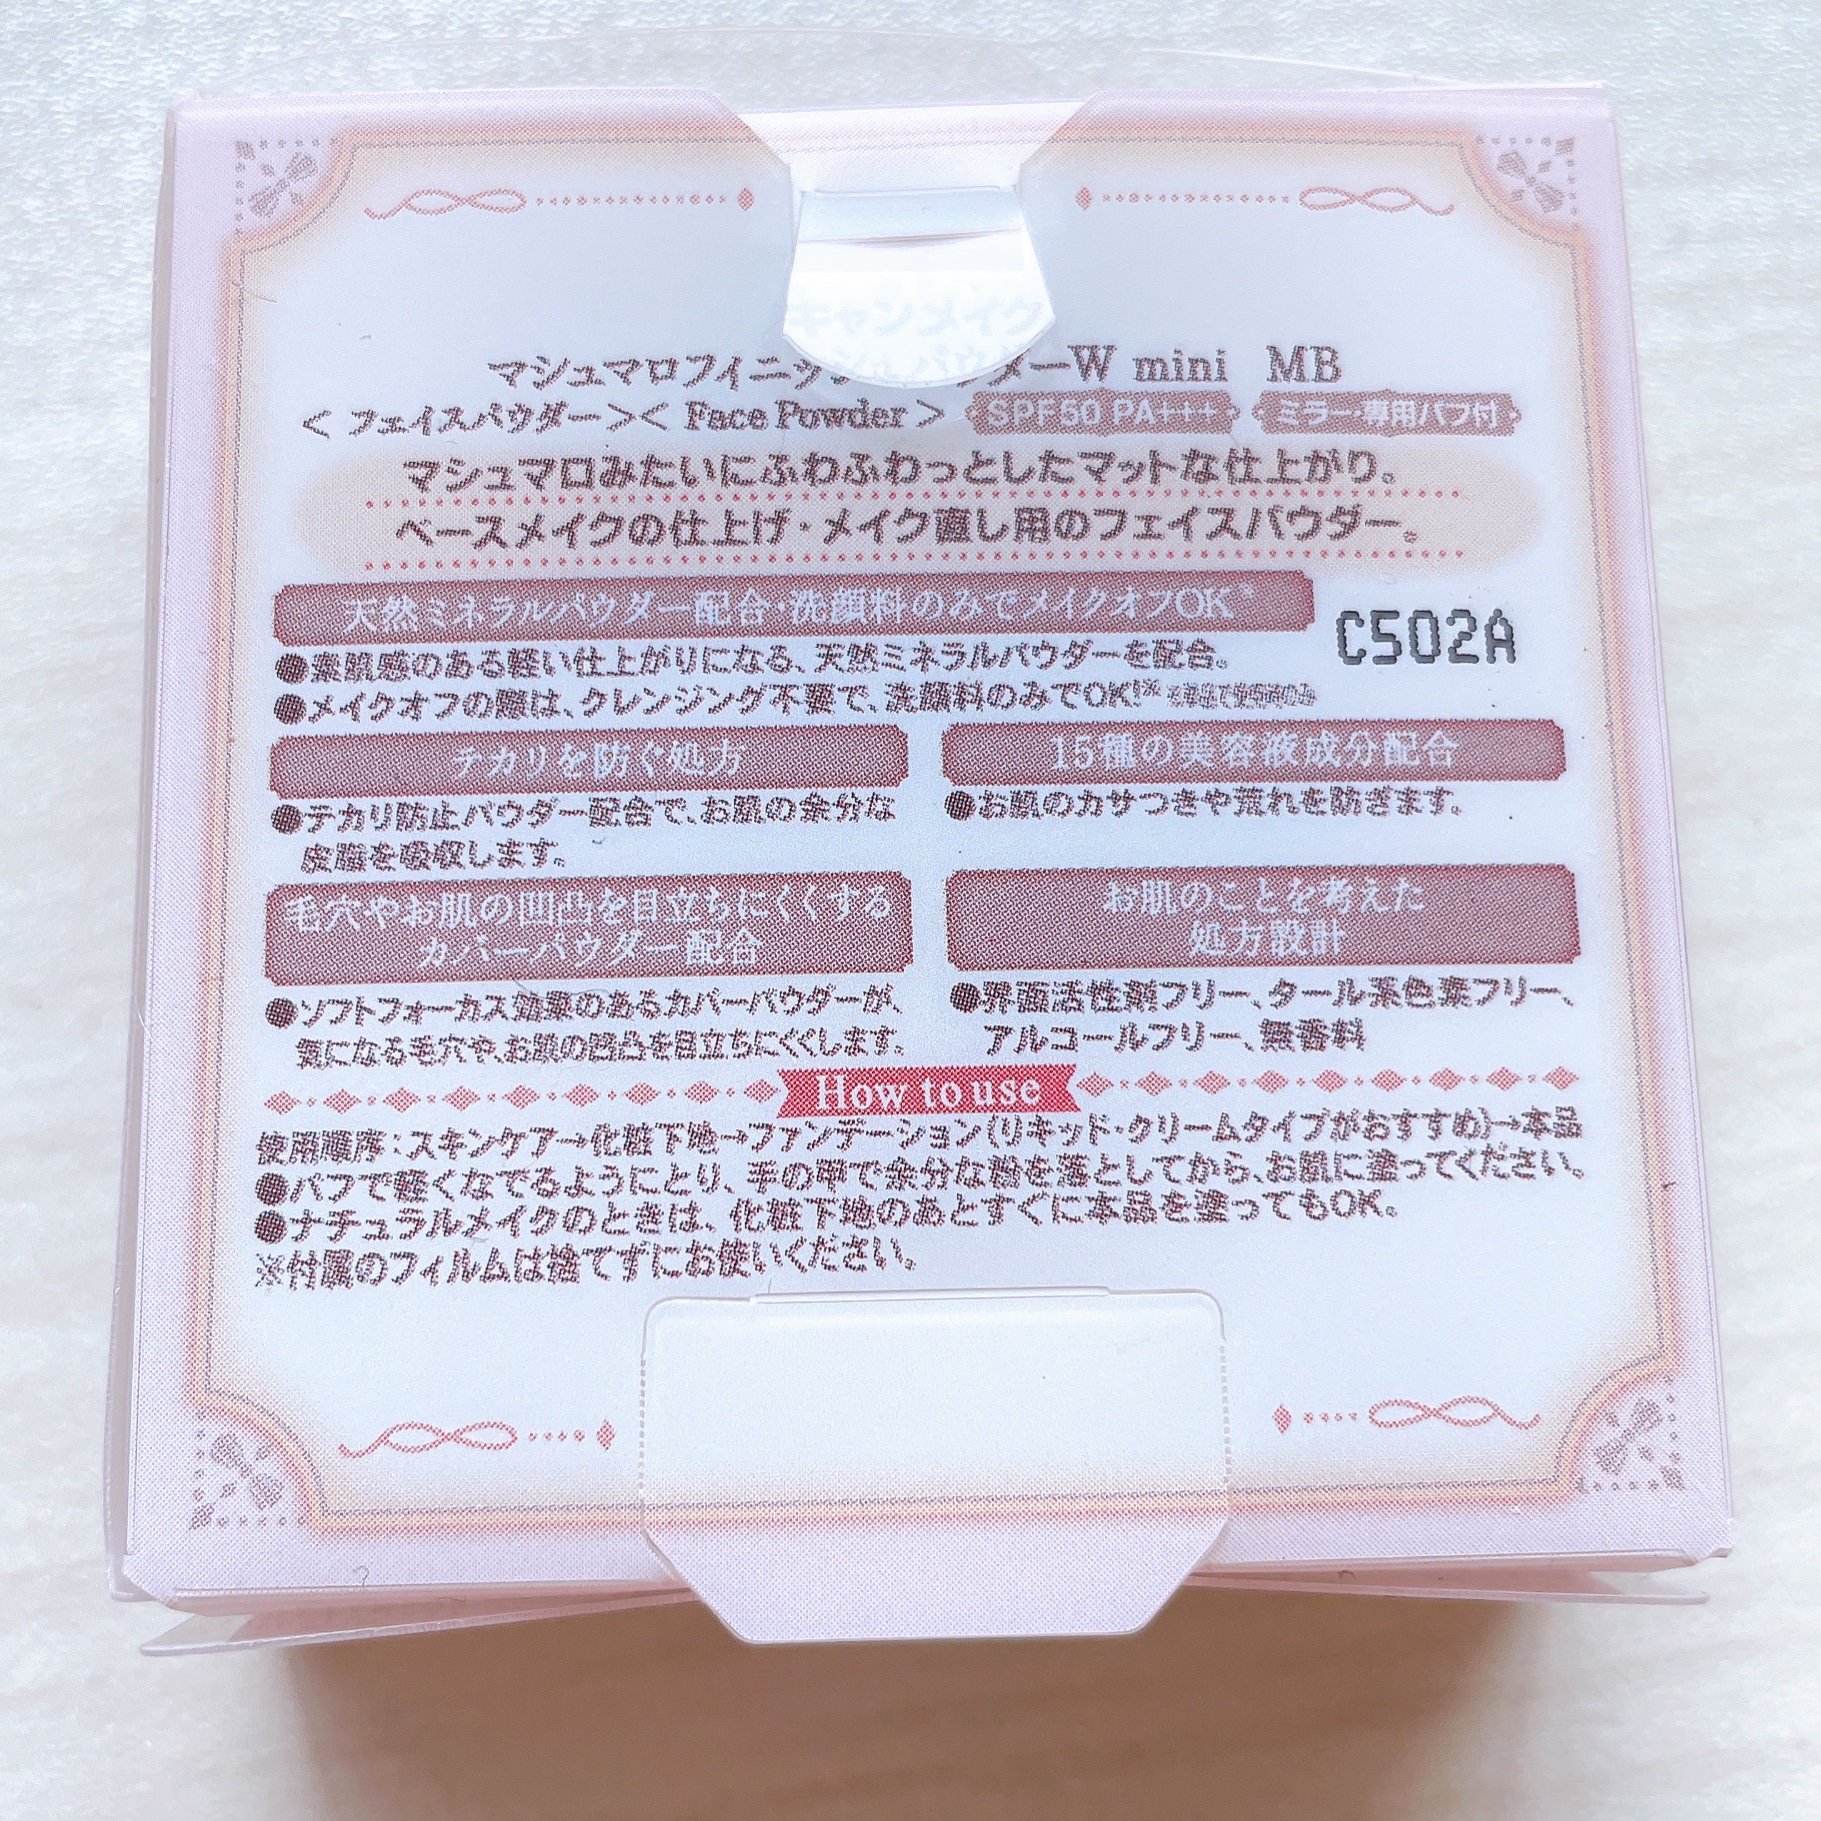 キャンメイク
マシュマロフィニッシュパウダーW mini MB
<フェイスパウダー><Face Powder> SPF50 PA+++ ミラー・専用パフ付
マシュマロみたいにふわふわっとしたマットな仕上がり。
ベースメイクの仕上げ・メイク直し用のフェイスパウダー。
天然ミネラルパウダー配合・洗顔料のみでメイクオフOK※
C502A
●素肌感のある軽い仕上がりになる、天然ミネラルパウダーを配合。
●メイクオフの際は、クレンジング不要で、洗顔料のみでOK!※
チカリを防ぐ処方
●テカリ防止パウダー配合で、お肌の余分な
皮脂を吸収します。
15種の美容液成分配合
●お肌のカサつきや荒れを防ぎます。
毛穴やお肌の凹凸を目立ちにくくする
カバーパウダー配合
●ソフトフォーカス効果のあるカバーパウダーが、
気になる毛穴や、お肌の凹凸を目立ちにくくします。
お肌のことを考えた
処方設計
●界面活性剤フリー、タール系色素フリー、
アルコールフリー、無香料
How to use
使用順序:スキンケア→化粧下地→ファンデーション(リキッド・クリームタイプがおすすめ)→本品
●パフで軽くなでるようにとり、手の甲で余分な粉を落としてから、お肌に塗ってください。
●ナチュラルメイクのときは、化粧下地のあとすぐに本品を塗ってもOK。
※付属のフィルムは捨てずにお使いください。